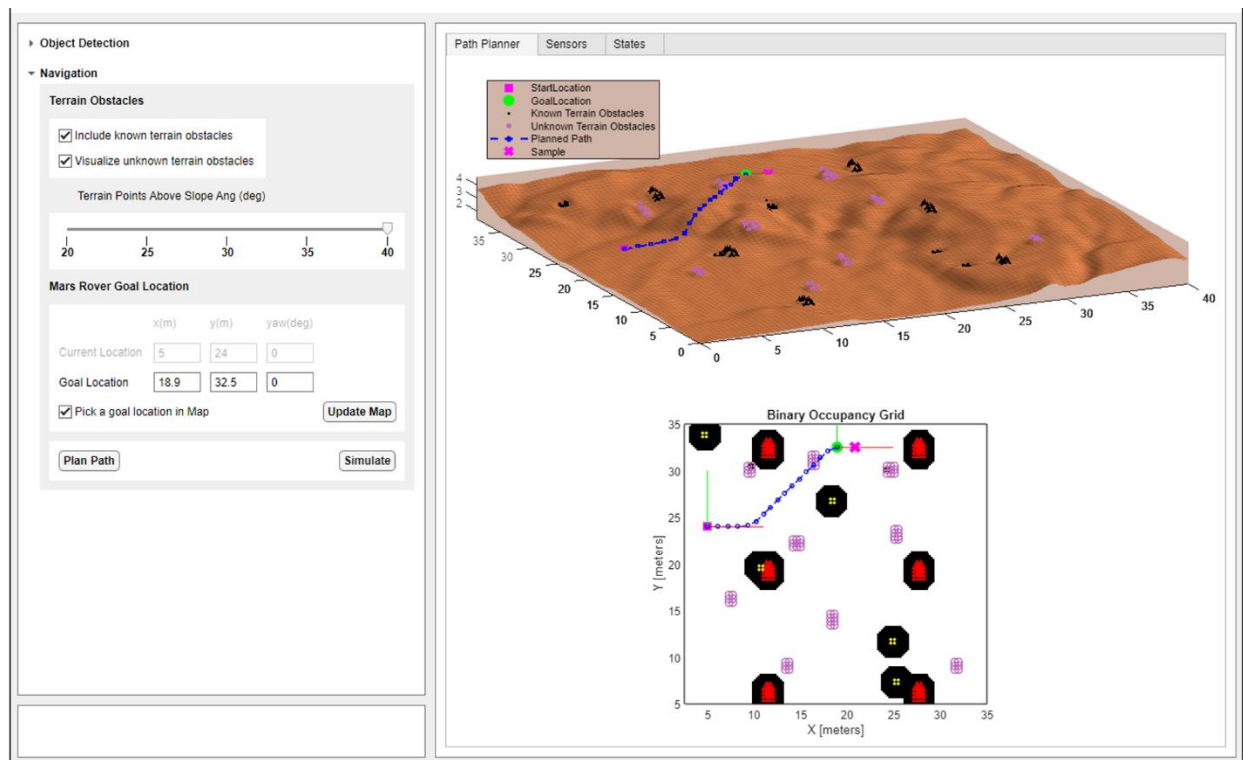 Object Detection
Navigation
Terrain Obstacles
Include known terrain obstacles
Visualize unknown terrain obstacles
Terrain Points Above Slope Ang (deg)
20 25 30 35 40
Mars Rover Goal Location
x(m) y(m) yaw(deg)
Current Location 5 24 0
Goal Location 18.9 32.5 0
Pick a goal location in Map Update Map
Plan Path Simulate
Path Planner Sensors States
StartLocation
GoalLocation
Known Terrain Obstacles
Unknown Terrain Obstacles
Planned Path
Sample
4
3
2
35
30
25
20
15
10
5
0
0 5 10 15 20 25 30 35 40
Binary Occupancy Grid
35
30
25
20
15
10
5
Y [meters]
5 10 15 20 25 30 35
X [meters]